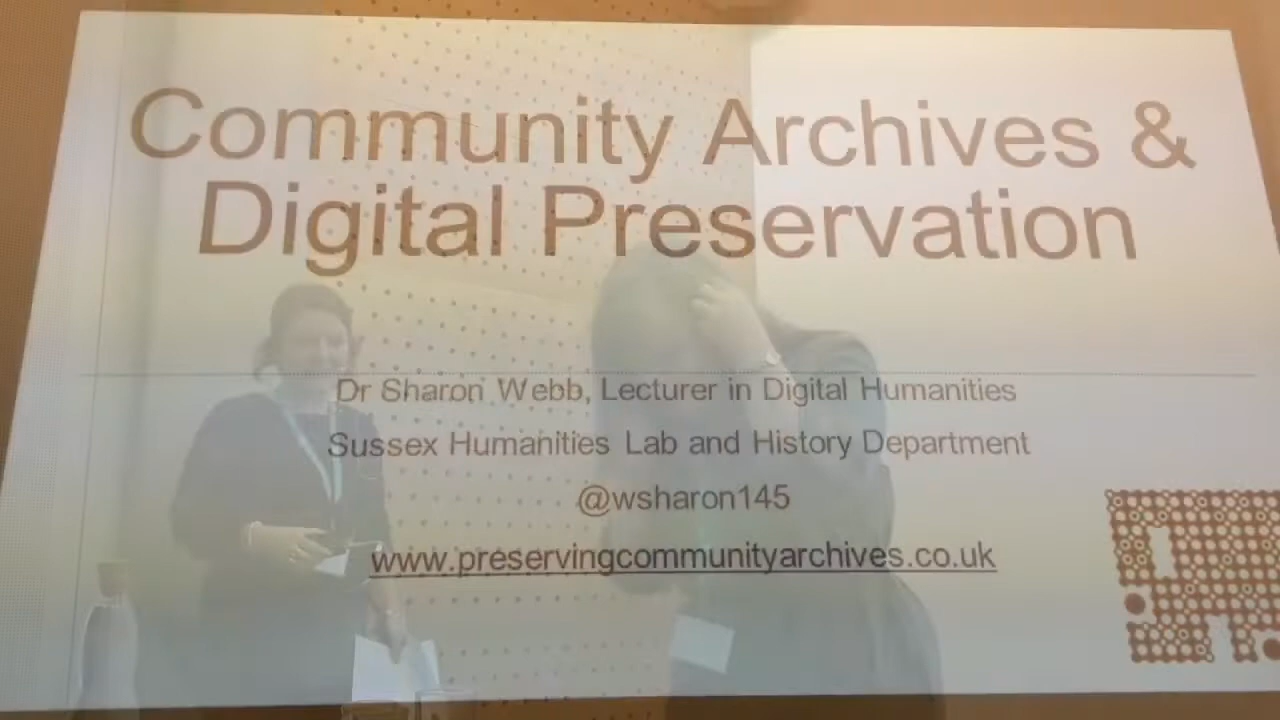 Community Archives &
Digital Preservation
Dr Sharon Webb, Lecturer in Digital Humanities
Sussex Humanities Lab and History Department
@wsharon145
www.preservingcommunityarchives.co.uk